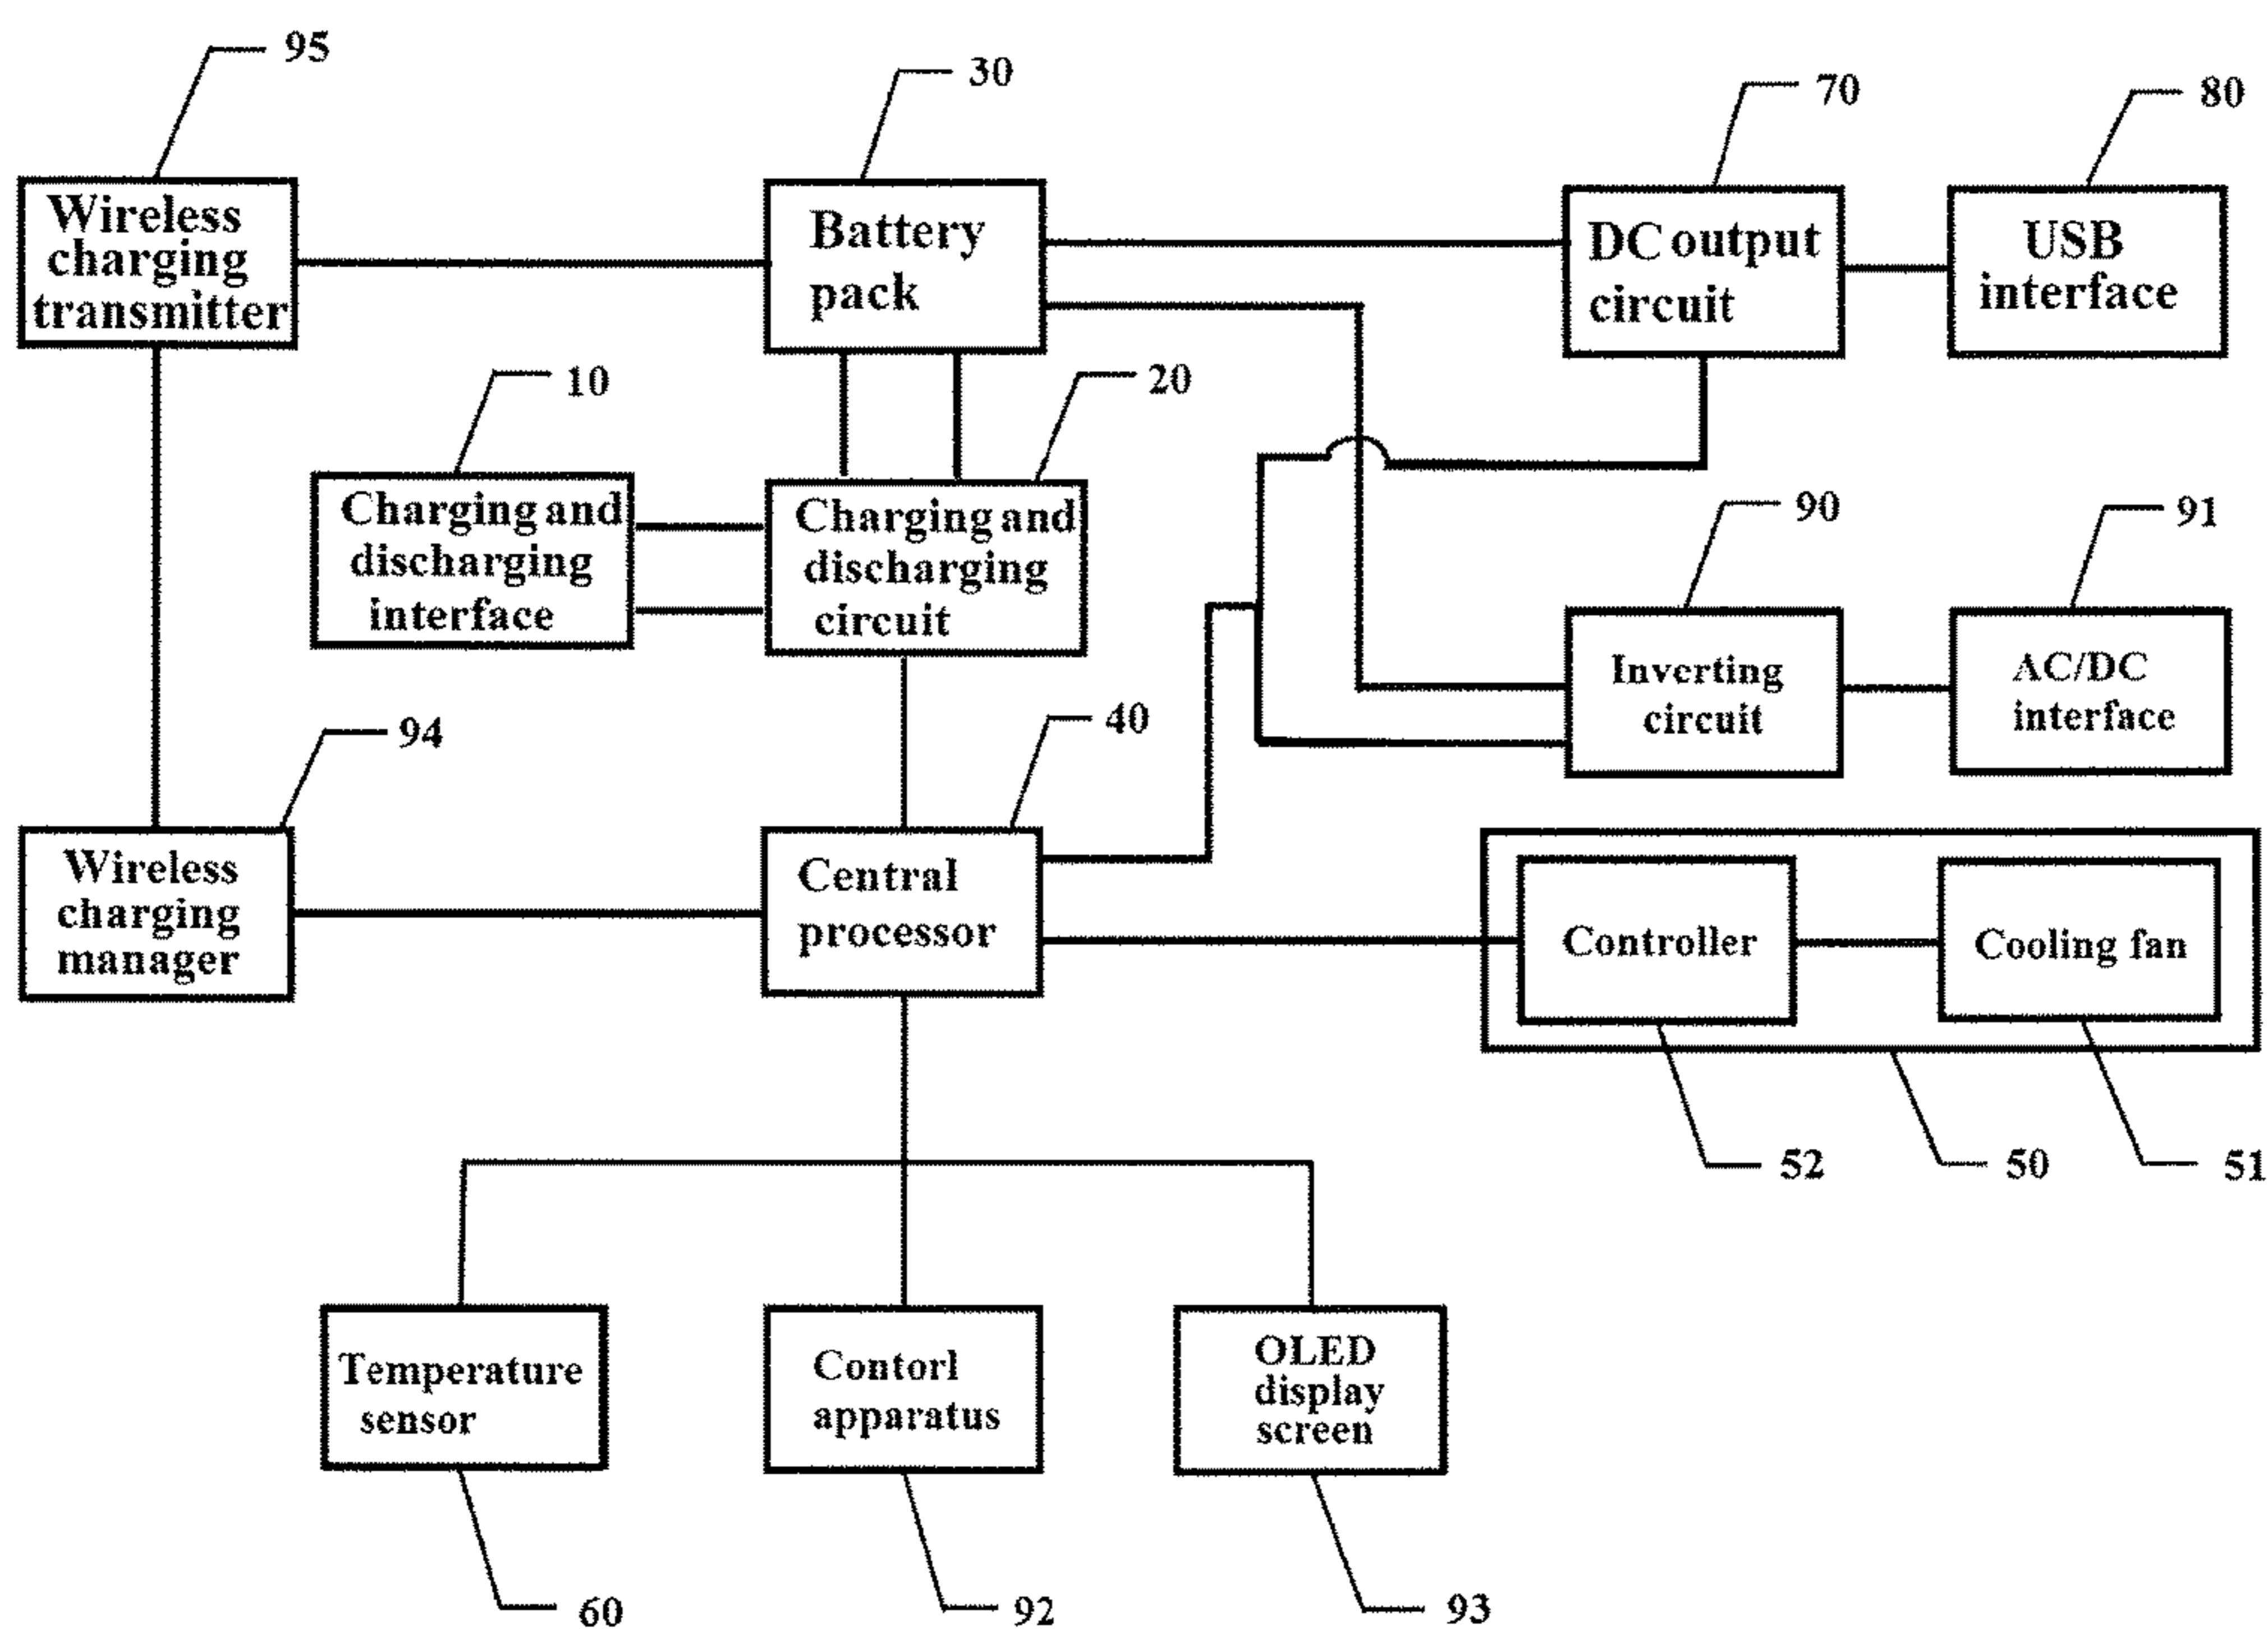 95
30
70
80
Wireless
charging
transmitter
Battery
pack
DC output
circuit
USB
interface
10
20
Charging and
discharging
interface
Charging and
discharging
circuit
90
91
Inverting
circuit
AC/DC
interface
94
40
Wireless
charging
manager
Central
processor
Controller
Cooling fan
52
50
51
Temperature
sensor
Contorl
apparatus
OLED
display
screen
60
92
93